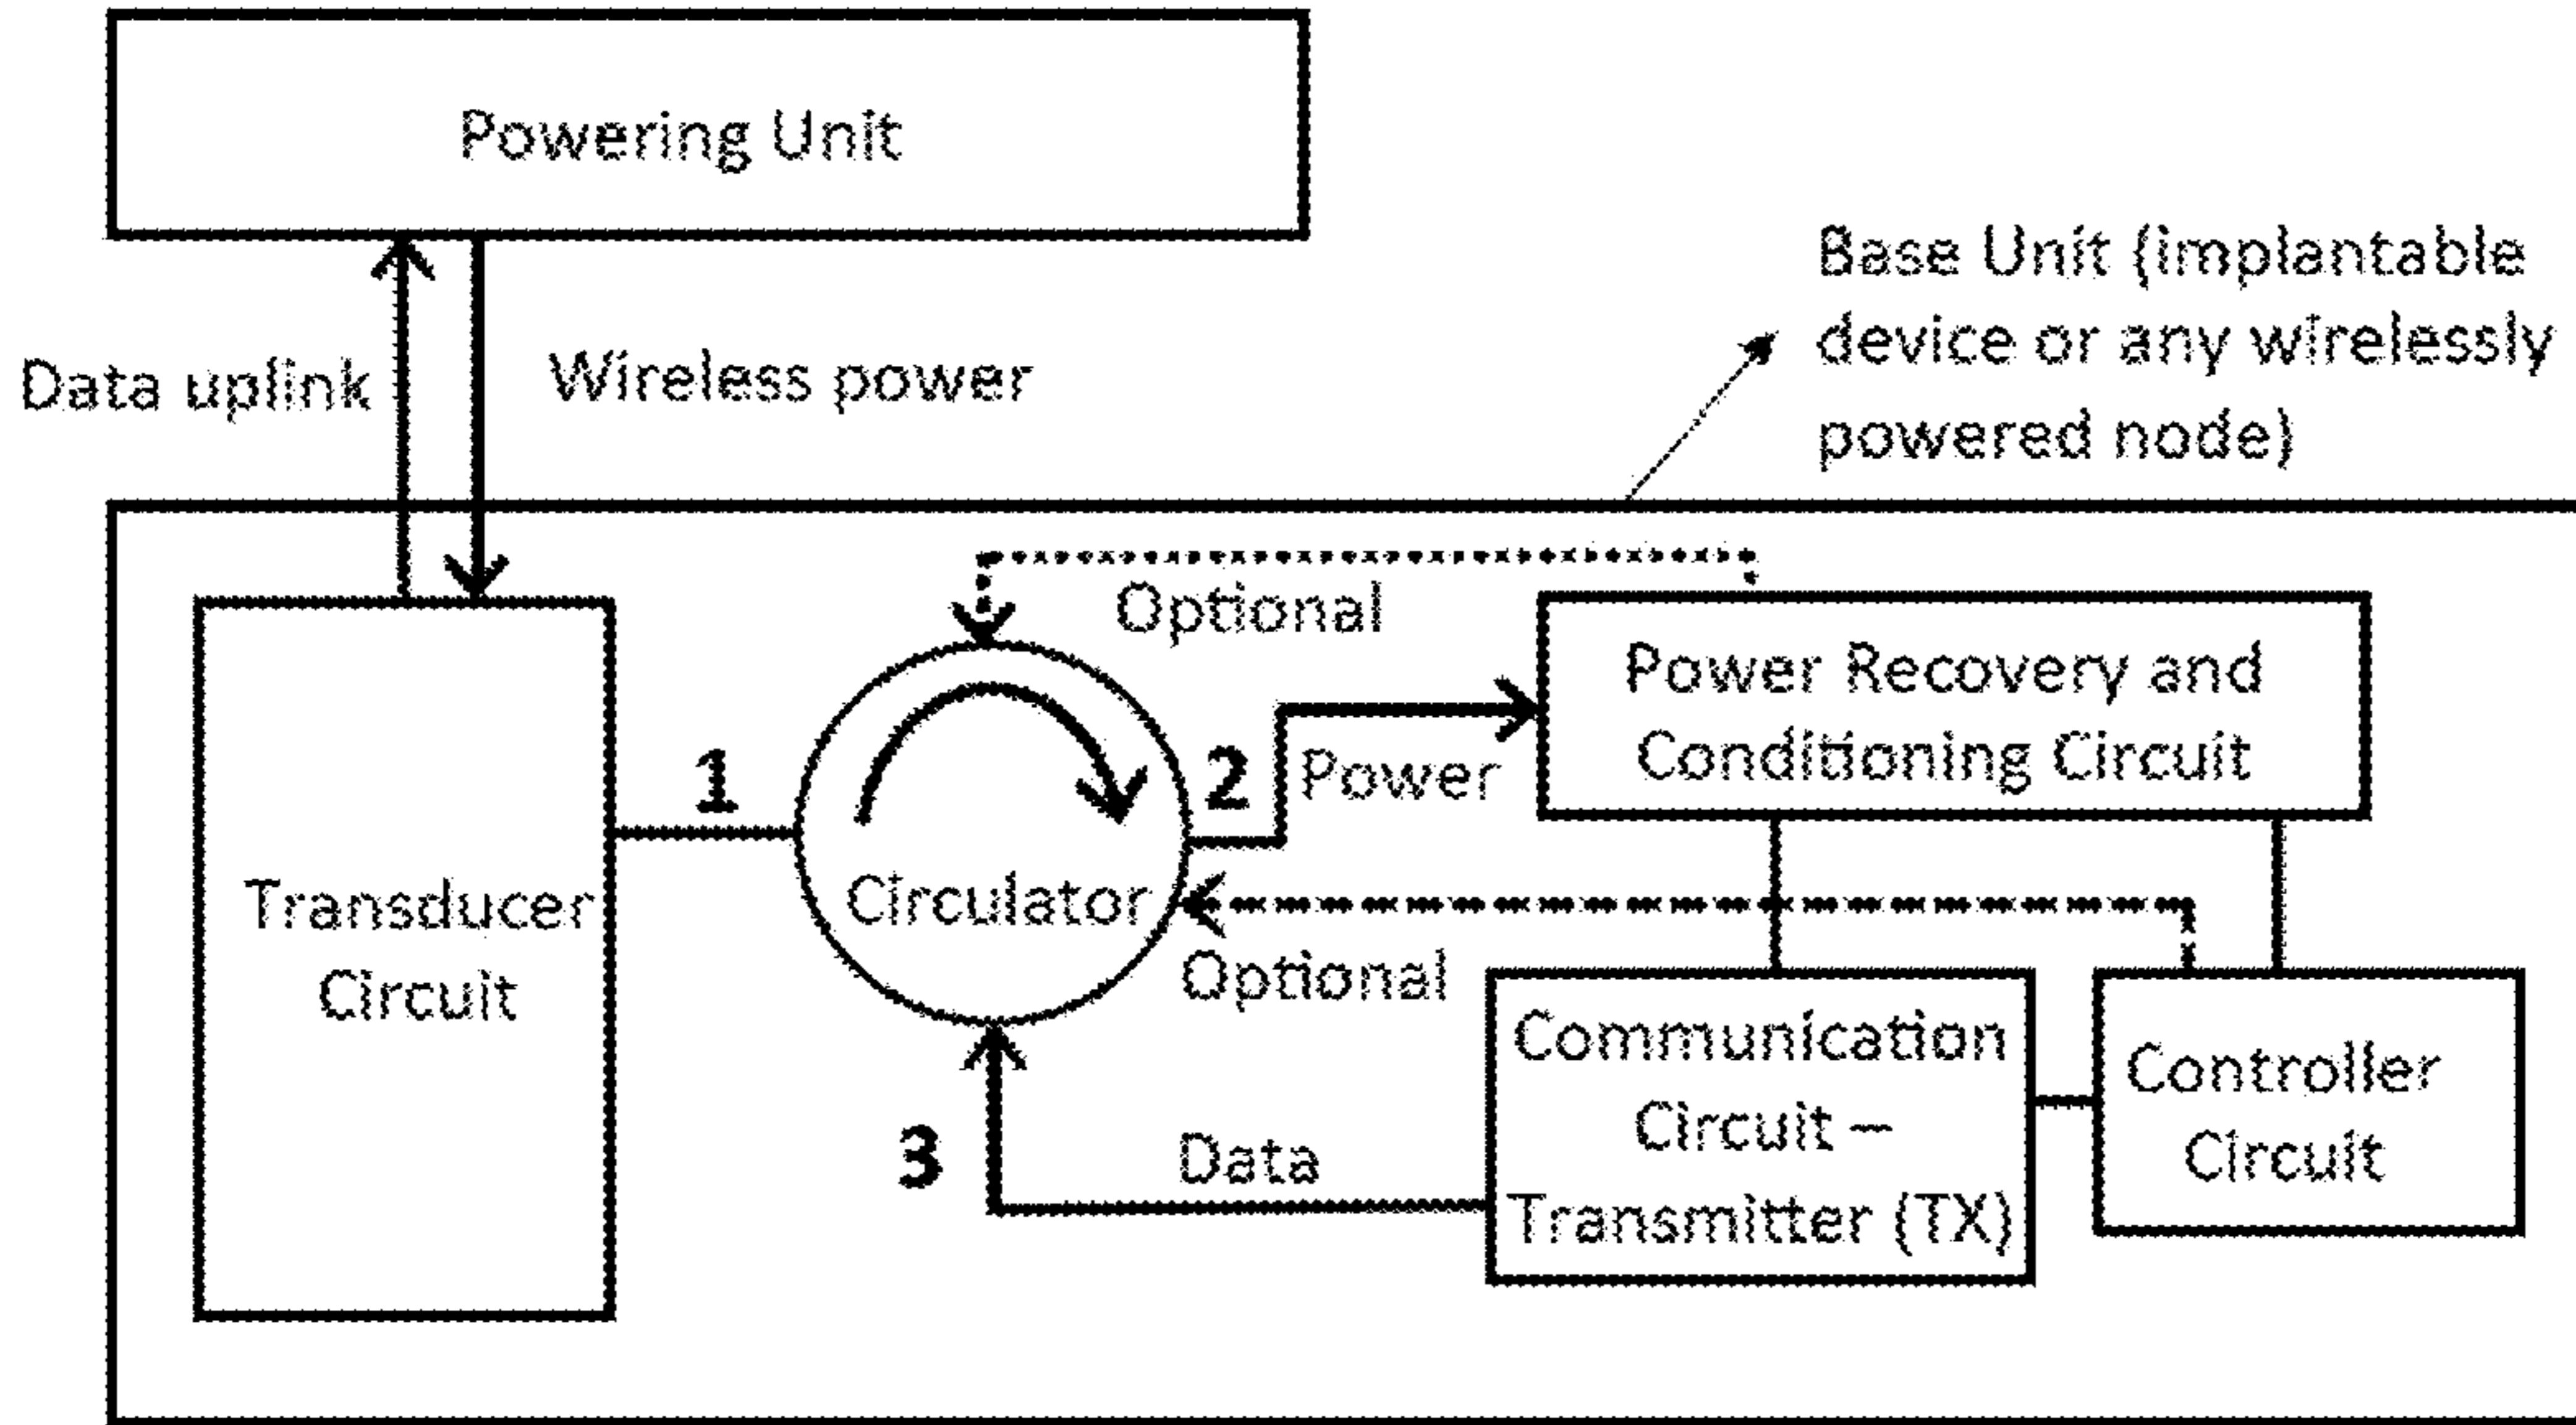 Powering Unit
Data uplink
Wireless power
Base Unit (implantable
device or any wirelessly
powered node)
Optional
Power Recovery and
Conditioning Circuit
1
2
Power
Transducer
Circuit
Circulator
Optional
Communication
Circuit –
Transmitter (TX)
Controller
Circuit
3
Data